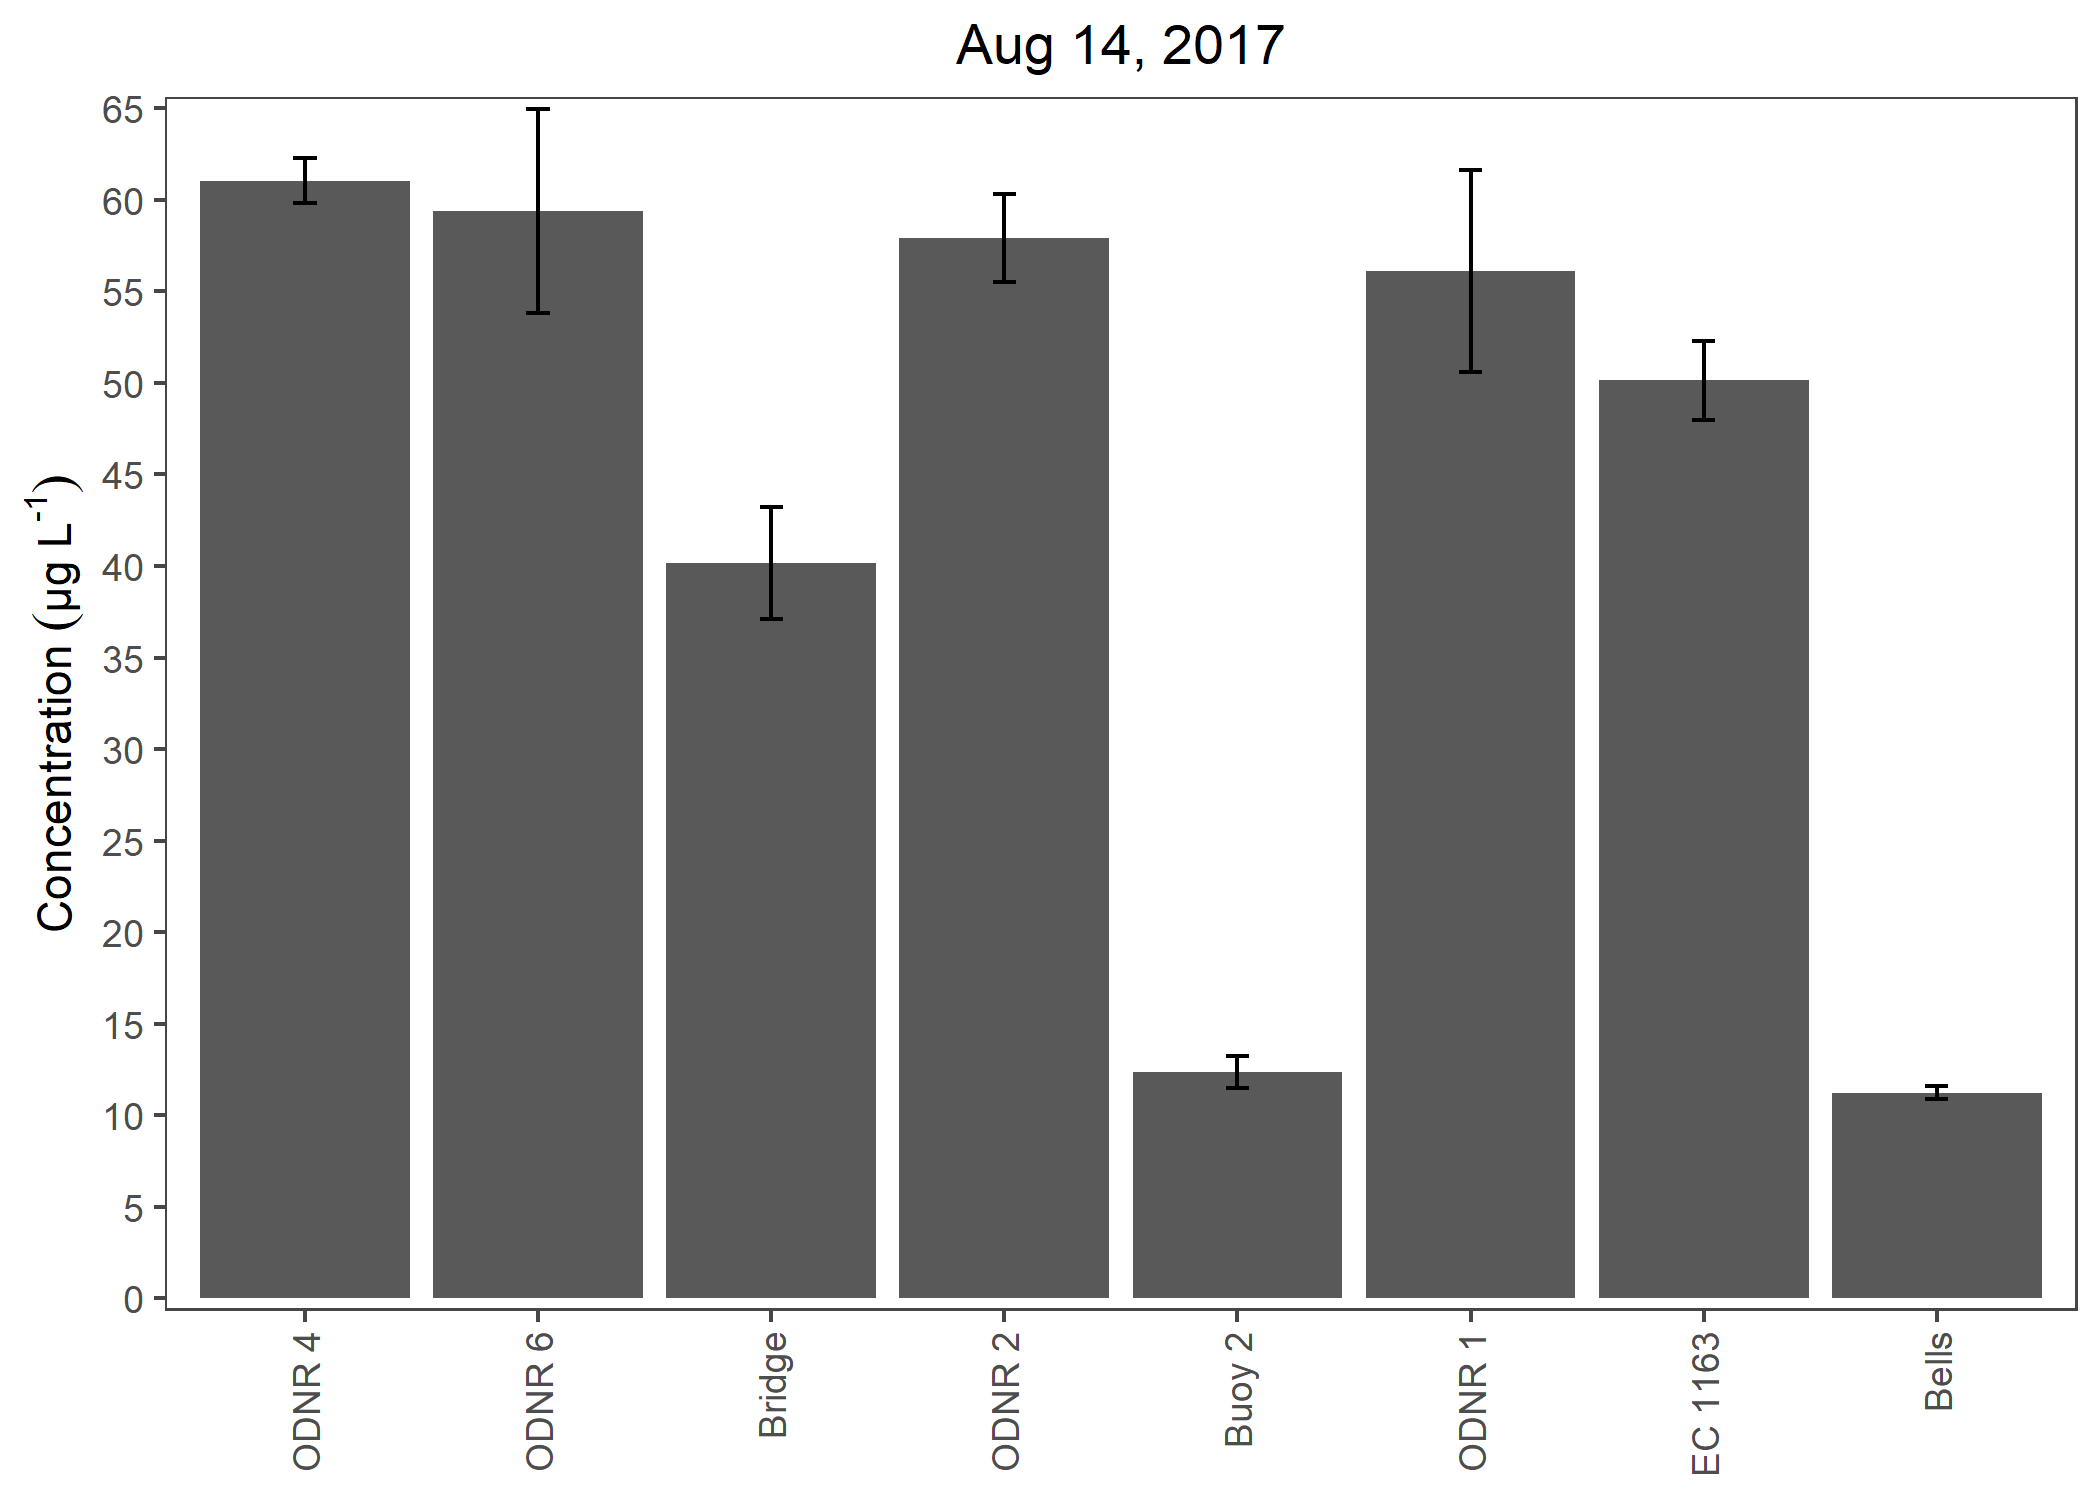 Aug 14, 2017
Concentration (µg L⁻¹)
65
60
55
50
45
40
35
30
25
20
15
10
5
0
ODNR 4
ODNR 6
Bridge
ODNR 2
Buoy 2
ODNR 1
EC 1163
Bells